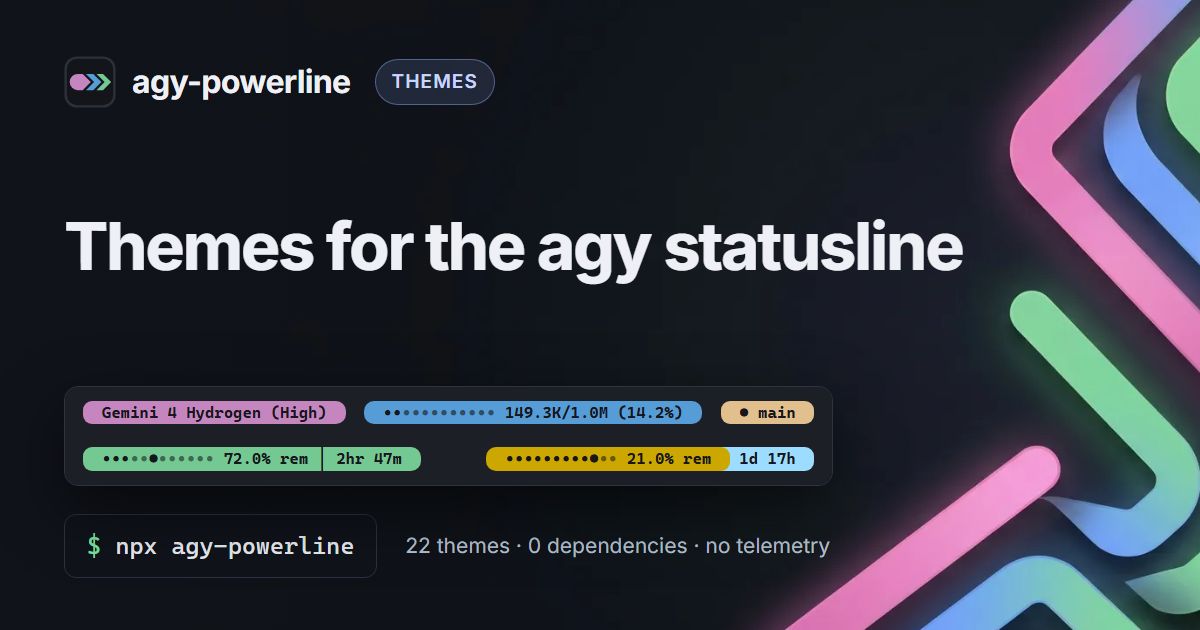 agy-powerline THEMES
Themes for the agy statusline
Gemini 4 Hydrogen (High) 149.3K/1.0M (14.2%) main
72.0% rem 2hr 47m 21.0% rem 1d 17h
$ npx agy-powerline 22 themes · 0 dependencies · no telemetry